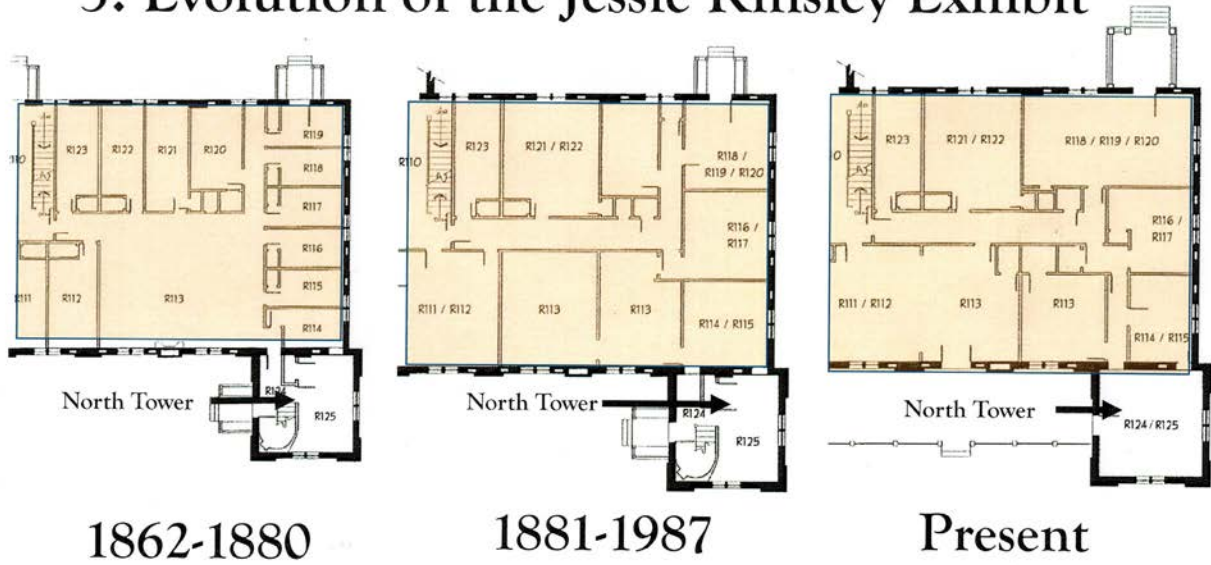 5. Evolution of the Jessie Kinsley Exhibit
R123
R122
R121
R120
R119
R118
R117
R116
R115
R114
R111
R112
R113
R124
R125
North Tower
1862-1880
R110
R123
R121 / R122
R118 /
R119 / R120
R116 /
R117
R111 / R112
R113
R113
R114 / R115
R124
R125
North Tower
1881-1987
R123
R121 / R122
R118 / R119 / R120
R116 /
R117
R111 / R112
R113
R113
R114 / R115
R124 / R125
North Tower
Present